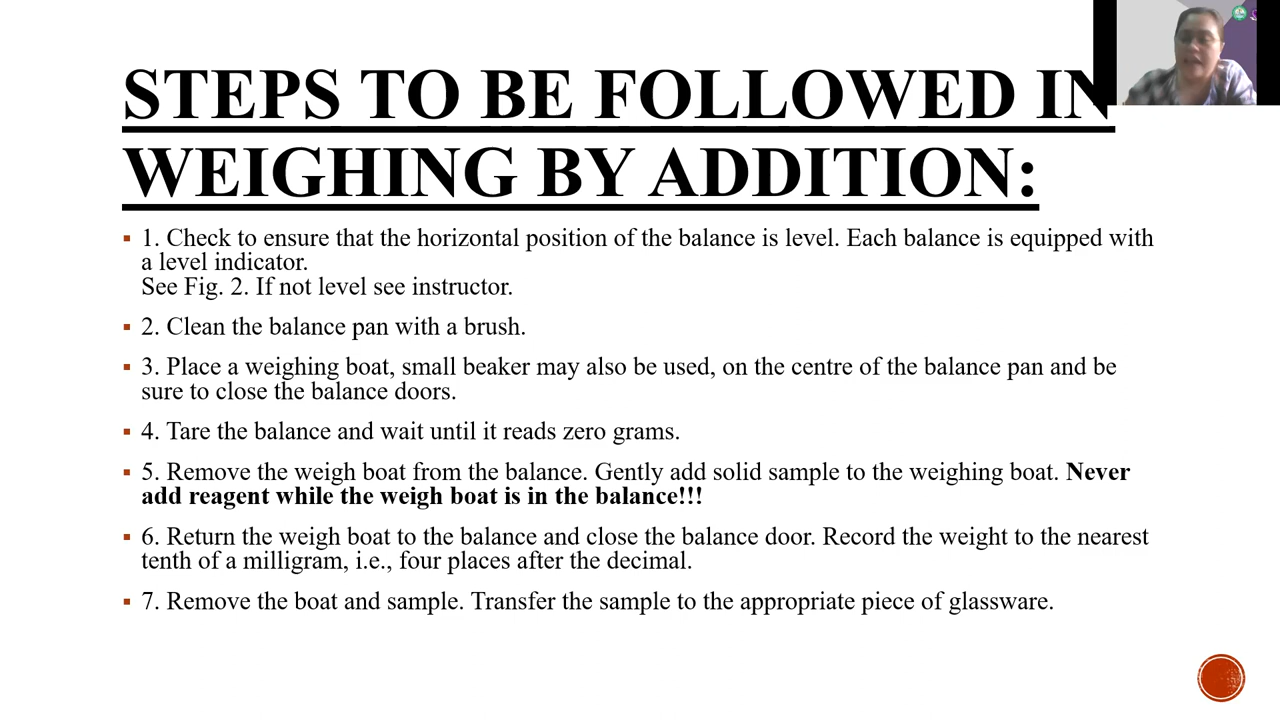 STEPS TO BE FOLLOWED IN
WEIGHING BY ADDITION:
1. Check to ensure that the horizontal position of the balance is level. Each balance is equipped with
a level indicator.
See Fig. 2. If not level see instructor.
2. Clean the balance pan with a brush.
3. Place a weighing boat, small beaker may also be used, on the centre of the balance pan and be
sure to close the balance doors.
4. Tare the balance and wait until it reads zero grams.
5. Remove the weigh boat from the balance. Gently add solid sample to the weighing boat. Never
add reagent while the weigh boat is in the balance!!!
6. Return the weigh boat to the balance and close the balance door. Record the weight to the nearest
tenth of a milligram, i.e., four places after the decimal.
7. Remove the boat and sample. Transfer the sample to the appropriate piece of glassware.